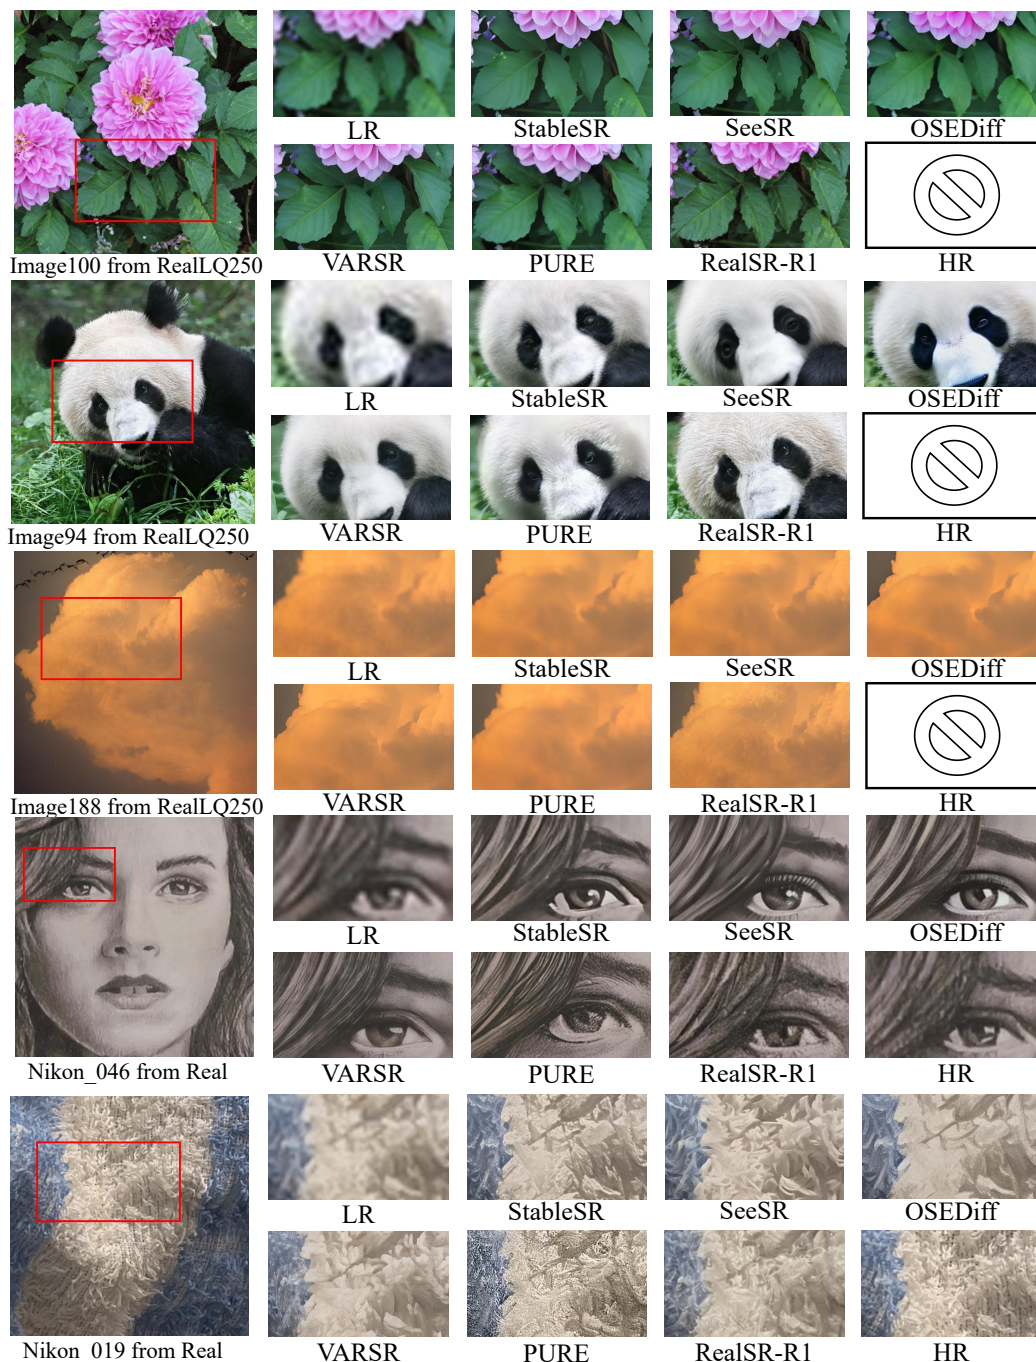 LR StableSR SeeSR OSEDiff
VARSR PURE RealSR-R1 HR
Image100 from RealLQ250
LR StableSR SeeSR OSEDiff
VARSR PURE RealSR-R1 HR
Image94 from RealLQ250
LR StableSR SeeSR OSEDiff
VARSR PURE RealSR-R1 HR
Image188 from RealLQ250
LR StableSR SeeSR OSEDiff
VARSR PURE RealSR-R1 HR
Nikon_046 from Real
LR StableSR SeeSR OSEDiff
VARSR PURE RealSR-R1 HR
Nikon_019 from Real